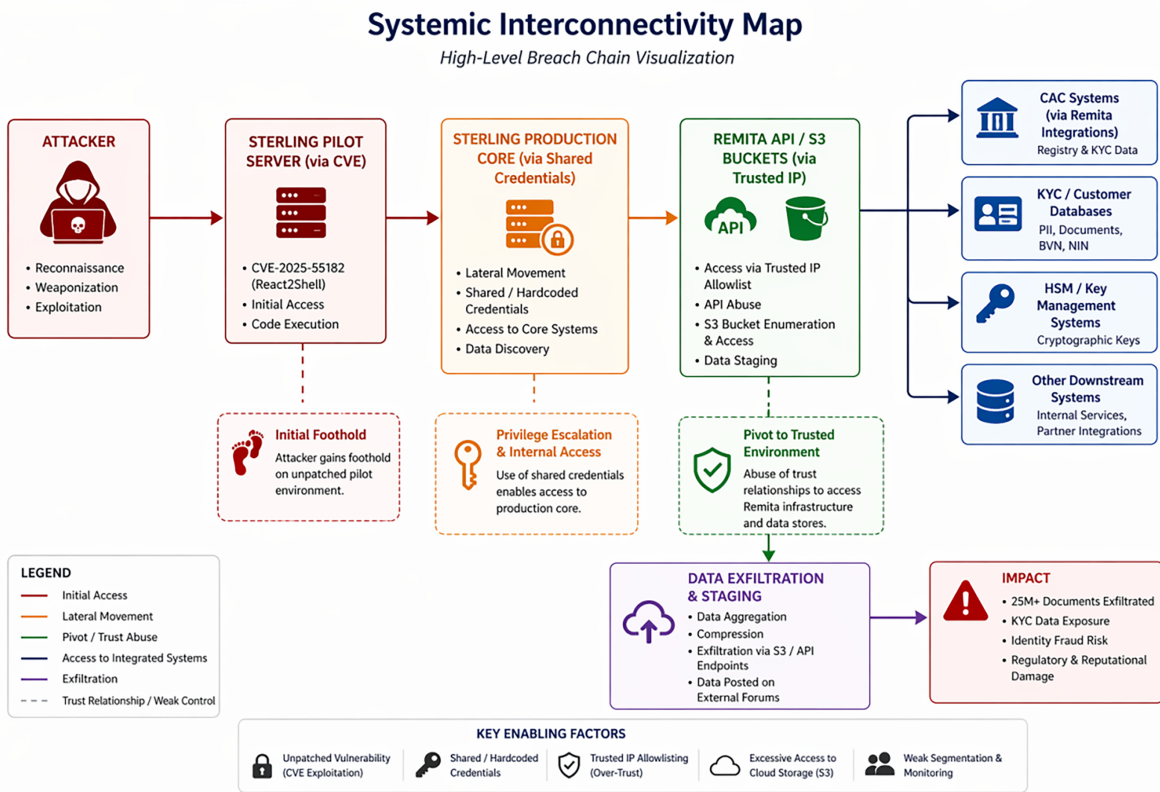 Systemic Interconnectivity Map
High-Level Breach Chain Visualization
ATTACKER
• Reconnaissance
• Weaponization
• Exploitation
STERLING PILOT
SERVER (via CVE)
• CVE-2025-55182
(React2Shell)
• Initial Access
• Code Execution
STERLING PRODUCTION
CORE (via Shared
Credentials)
• Lateral Movement
• Shared / Hardcoded
Credentials
• Access to Core Systems
• Data Discovery
REMITA API / S3
BUCKETS (via
Trusted IP)
API
• Access via Trusted IP
Allowlist
• API Abuse
• S3 Bucket Enumeration
& Access
• Data Staging
CAC Systems
(via Remita
Integrations)
Registry & KYC Data
KYC / Customer
Databases
PII, Documents,
BVN, NIN
HSM / Key
Management
Systems
Cryptographic Keys
Other Downstream
Systems
Internal Services,
Partner Integrations
Initial Foothold
Attacker gains foothold
on unpatched pilot
environment.
Privilege Escalation
& Internal Access
Use of shared credentials
enables access to
production core.
Pivot to Trusted
Environment
Abuse of trust
relationships to access
Remita infrastructure
and data stores.
LEGEND
Initial Access
Lateral Movement
Pivot / Trust Abuse
Access to Integrated Systems
Exfiltration
Trust Relationship / Weak Control
DATA EXFILTRATION
& STAGING
• Data Aggregation
• Compression
• Exfiltration via S3 / API
Endpoints
• Data Posted on
External Forums
IMPACT
• 25M+ Documents Exfiltrated
• KYC Data Exposure
• Identity Fraud Risk
• Regulatory & Reputational
Damage
KEY ENABLING FACTORS
Unpatched Vulnerability
(CVE Exploitation)
Shared / Hardcoded
Credentials
Trusted IP Allowlisting
(Over-Trust)
Excessive Access to
Cloud Storage (S3)
Weak Segmentation &
Monitoring